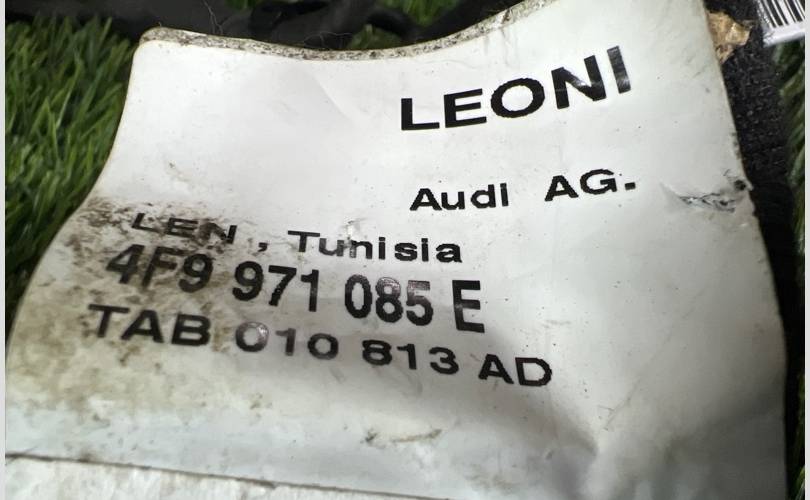 LEONI
Audi AG.
LEN , Tunisia
4F9 971 085 E
TAB 010 813 AD